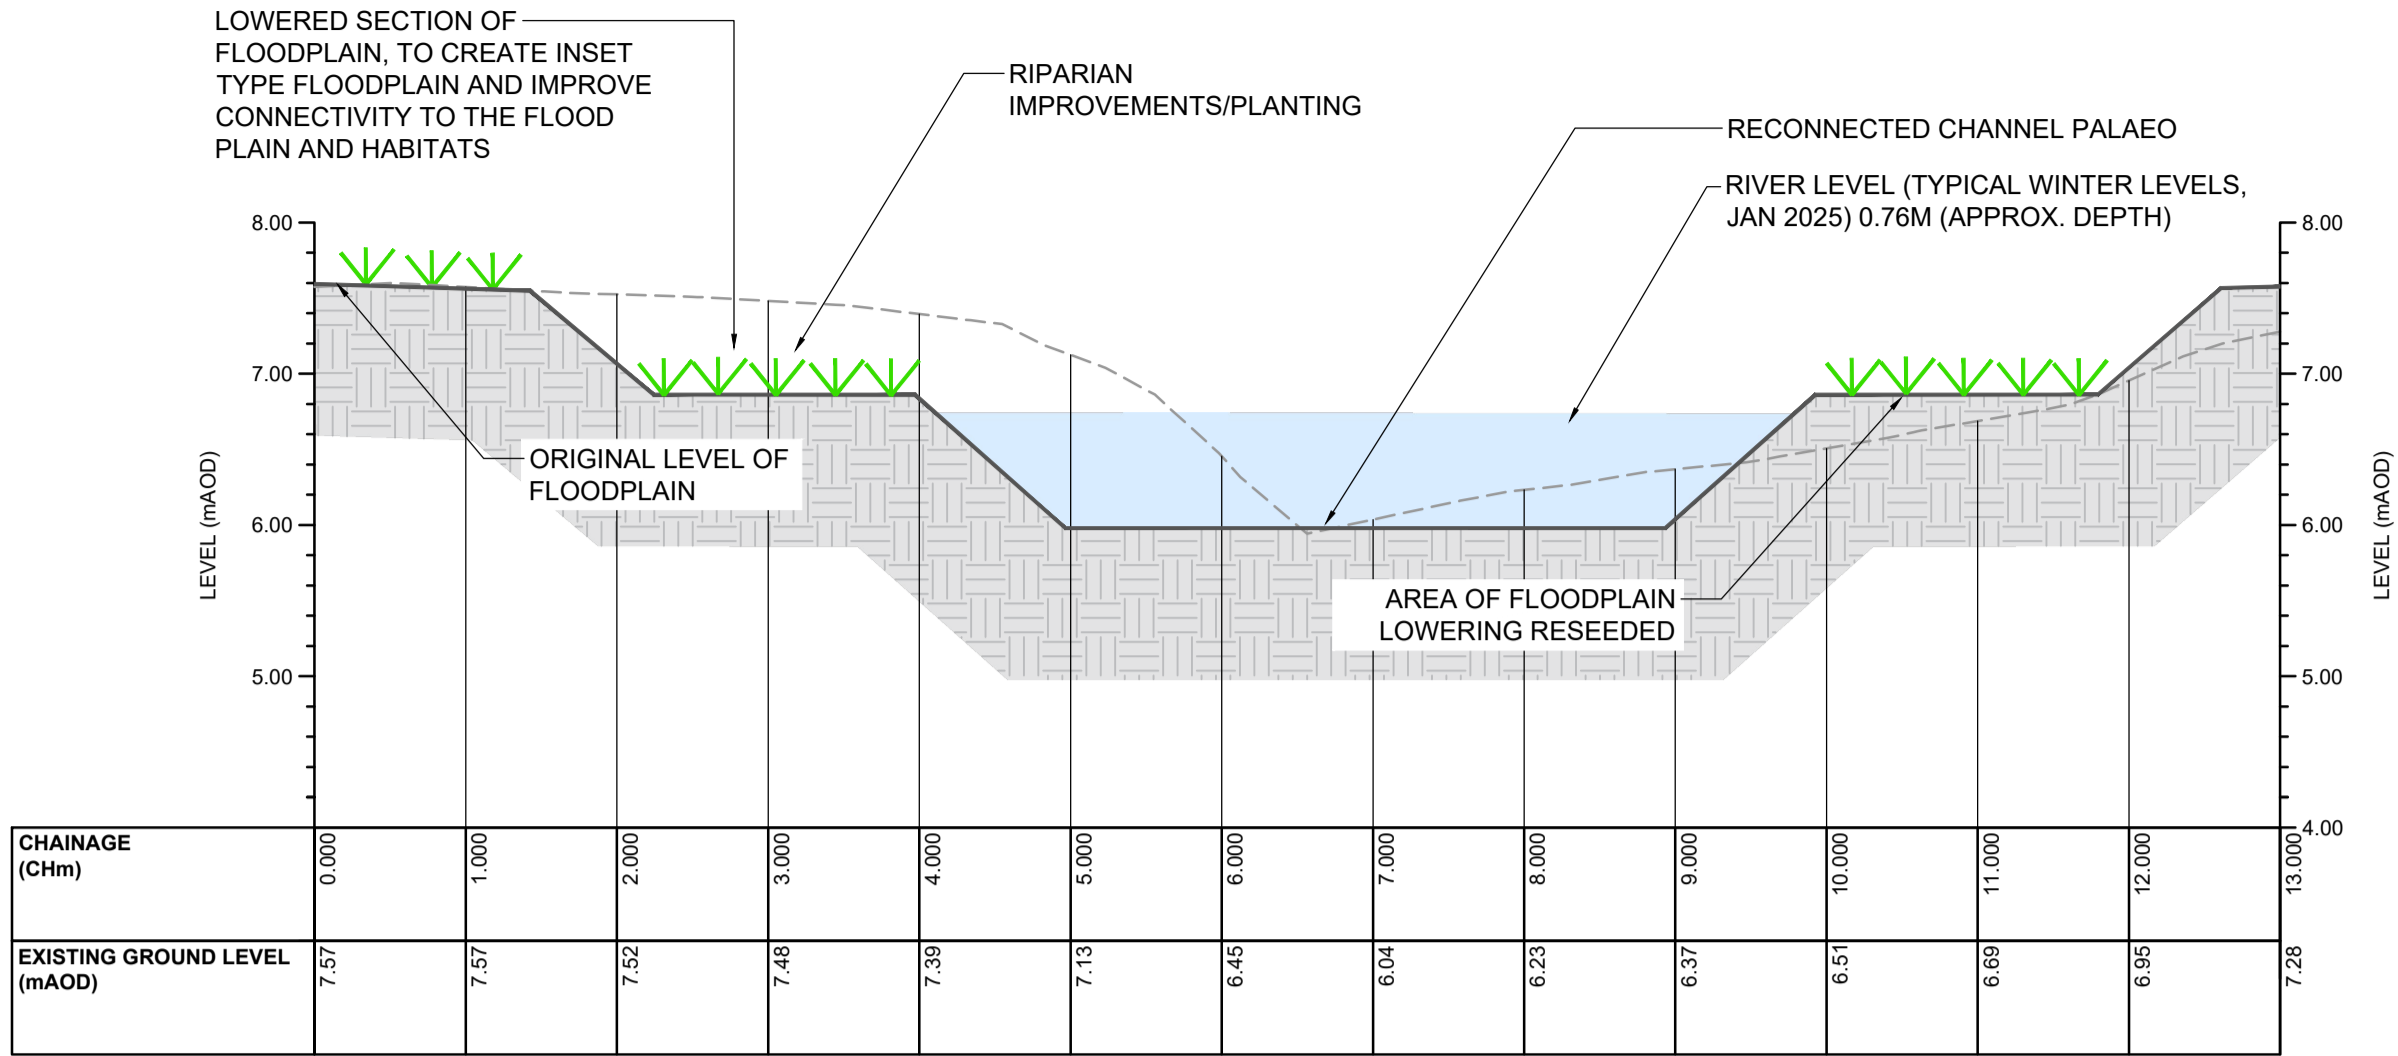 LOWERED SECTION OF
FLOODPLAIN, TO CREATE INSET
TYPE FLOODPLAIN AND IMPROVE
CONNECTIVITY TO THE FLOOD
PLAIN AND HABITATS
RIPARIAN
IMPROVEMENTS/PLANTING
RECONNECTED CHANNEL PALAEO
RIVER LEVEL (TYPICAL WINTER LEVELS,
JAN 2025) 0.76M (APPROX. DEPTH)
8.00
7.00
6.00
5.00
LEVEL (mAOD)
ORIGINAL LEVEL OF
FLOODPLAIN
AREA OF FLOODPLAIN
LOWERING RESEEDED
8.00
7.00
6.00
5.00
4.00
LEVEL (mAOD)
CHAINAGE
(CHm)
0.000
1.000
2.000
3.000
4.000
5.000
6.000
7.000
8.000
9.000
10.000
11.000
12.000
13.000
EXISTING GROUND LEVEL
(mAOD)
7.57
7.57
7.52
7.48
7.39
7.13
6.45
6.04
6.23
6.37
6.51
6.69
6.95
7.28